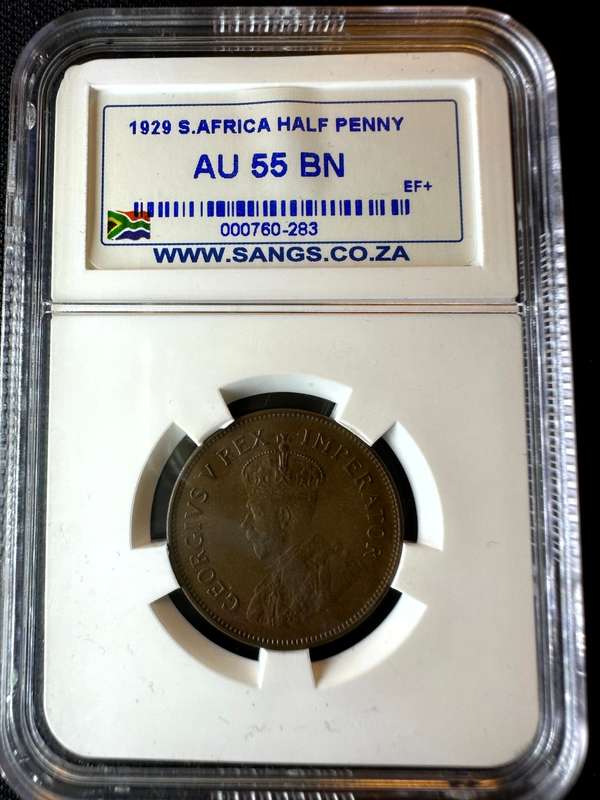 1929 S.AFRICA HALF PENNY
AU 55 BN
EF+
000760-283
WWW.SANGS.CO.ZA
GEORGIVS V REX IMPERATOR